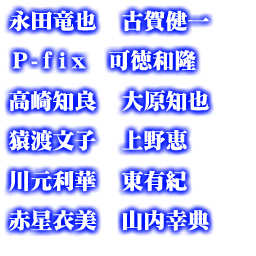 永田竜也　古賀健一
Ｐ-ｆｉｘ　可徳和隆
高崎知良　大原知也
猿渡文子　上野恵
川元利華　東有紀
赤星衣美　山内幸典